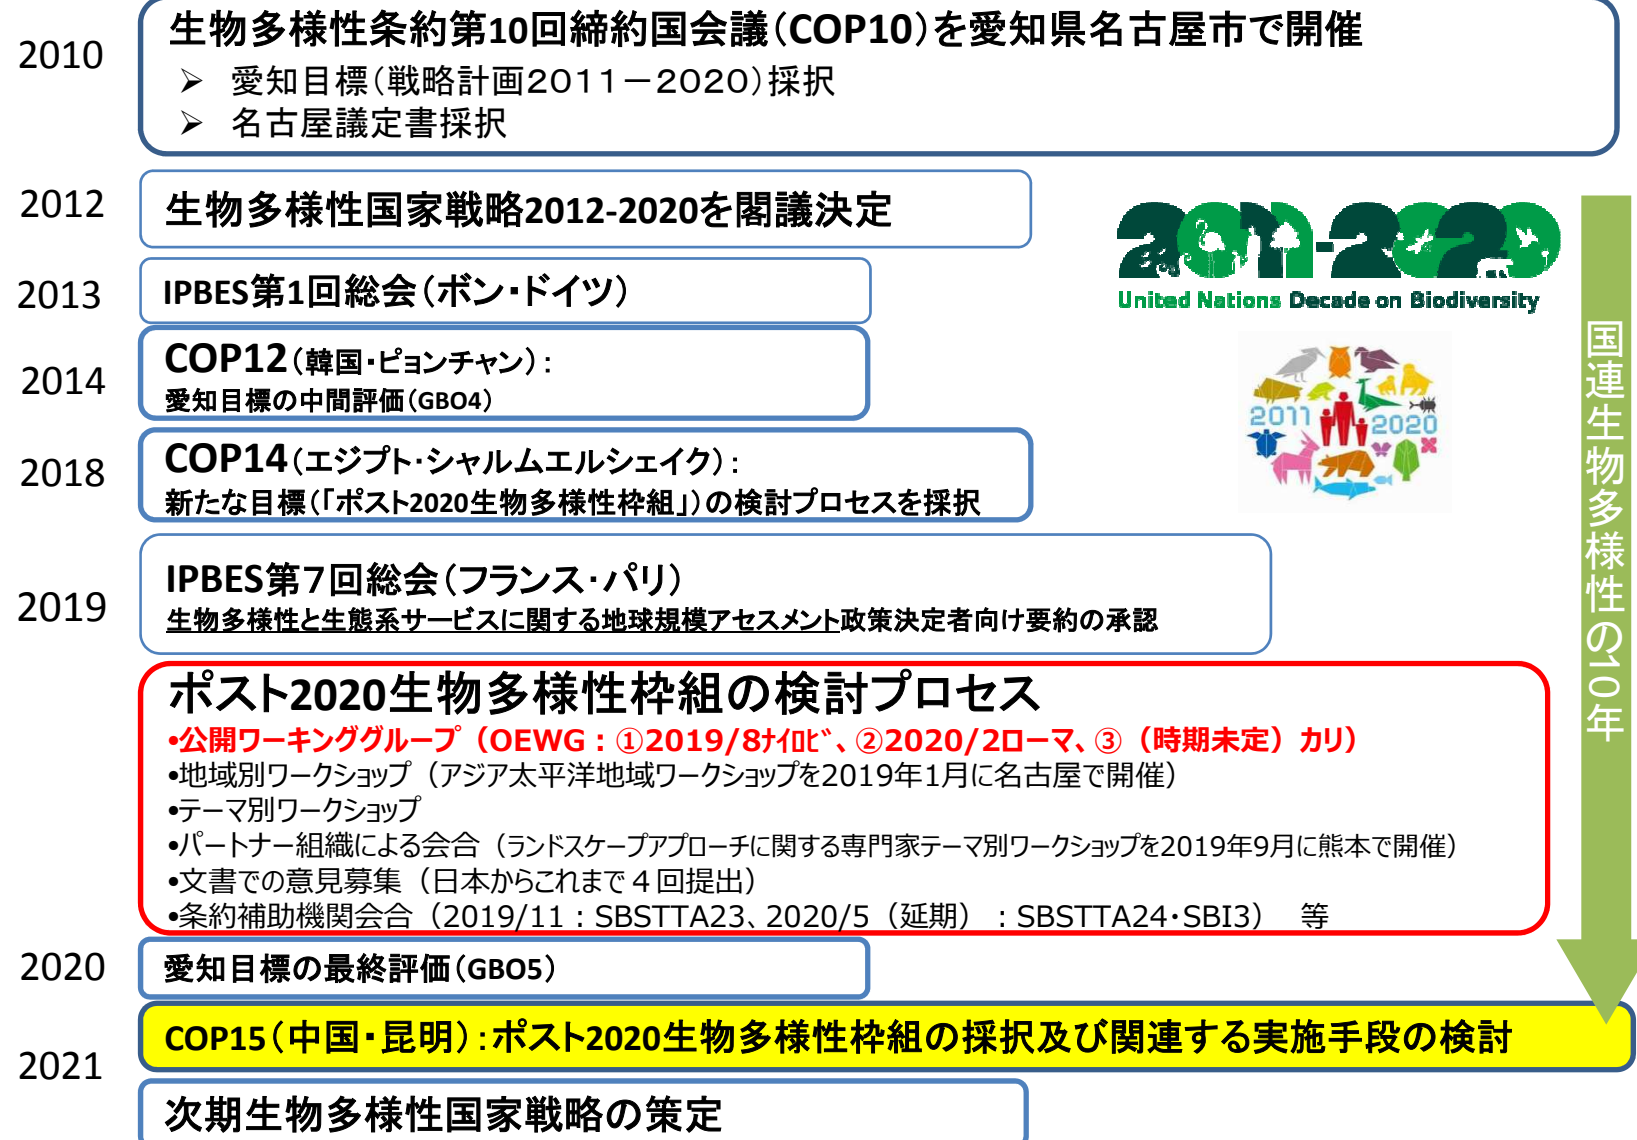 2010
生物多様性条約第10回締約国会議(COP10)を愛知県名古屋市で開催
➢ 愛知目標(戦略計画2011－2020)採択
➢ 名古屋議定書採択
2012
生物多様性国家戦略2012-2020を閣議決定
2013
IPBES第1回総会(ボン・ドイツ)
2014
COP12(韓国・ピョンチャン):
愛知目標の中間評価(GBO4)
2018
COP14(エジプト・シャルムエルシェイク):
新たな目標(「ポスト2020生物多様性枠組」)の検討プロセスを採択
2019
IPBES第7回総会(フランス・パリ)
生物多様性と生態系サービスに関する地球規模アセスメント政策決定者向け要約の承認
2011-2020
United Nations Decade on Biodiversity
2011
2020
国連生物多様性の10年
ポスト2020生物多様性枠組の検討プロセス
•公開ワーキンググループ（OEWG：①2019/8ﾅｲﾛﾋﾞ、②2020/2ローマ、③（時期未定）カリ）
•地域別ワークショップ（アジア太平洋地域ワークショップを2019年1月に名古屋で開催）
•テーマ別ワークショップ
•パートナー組織による会合（ランドスケープアプローチに関する専門家テーマ別ワークショップを2019年9月に熊本で開催）
•文書での意見募集（日本からこれまで４回提出）
•条約補助機関会合（2019/11：SBSTTA23、2020/5（延期）：SBSTTA24・SBI3） 等
2020
愛知目標の最終評価(GBO5)
2021
COP15(中国・昆明):ポスト2020生物多様性枠組の採択及び関連する実施手段の検討
次期生物多様性国家戦略の策定